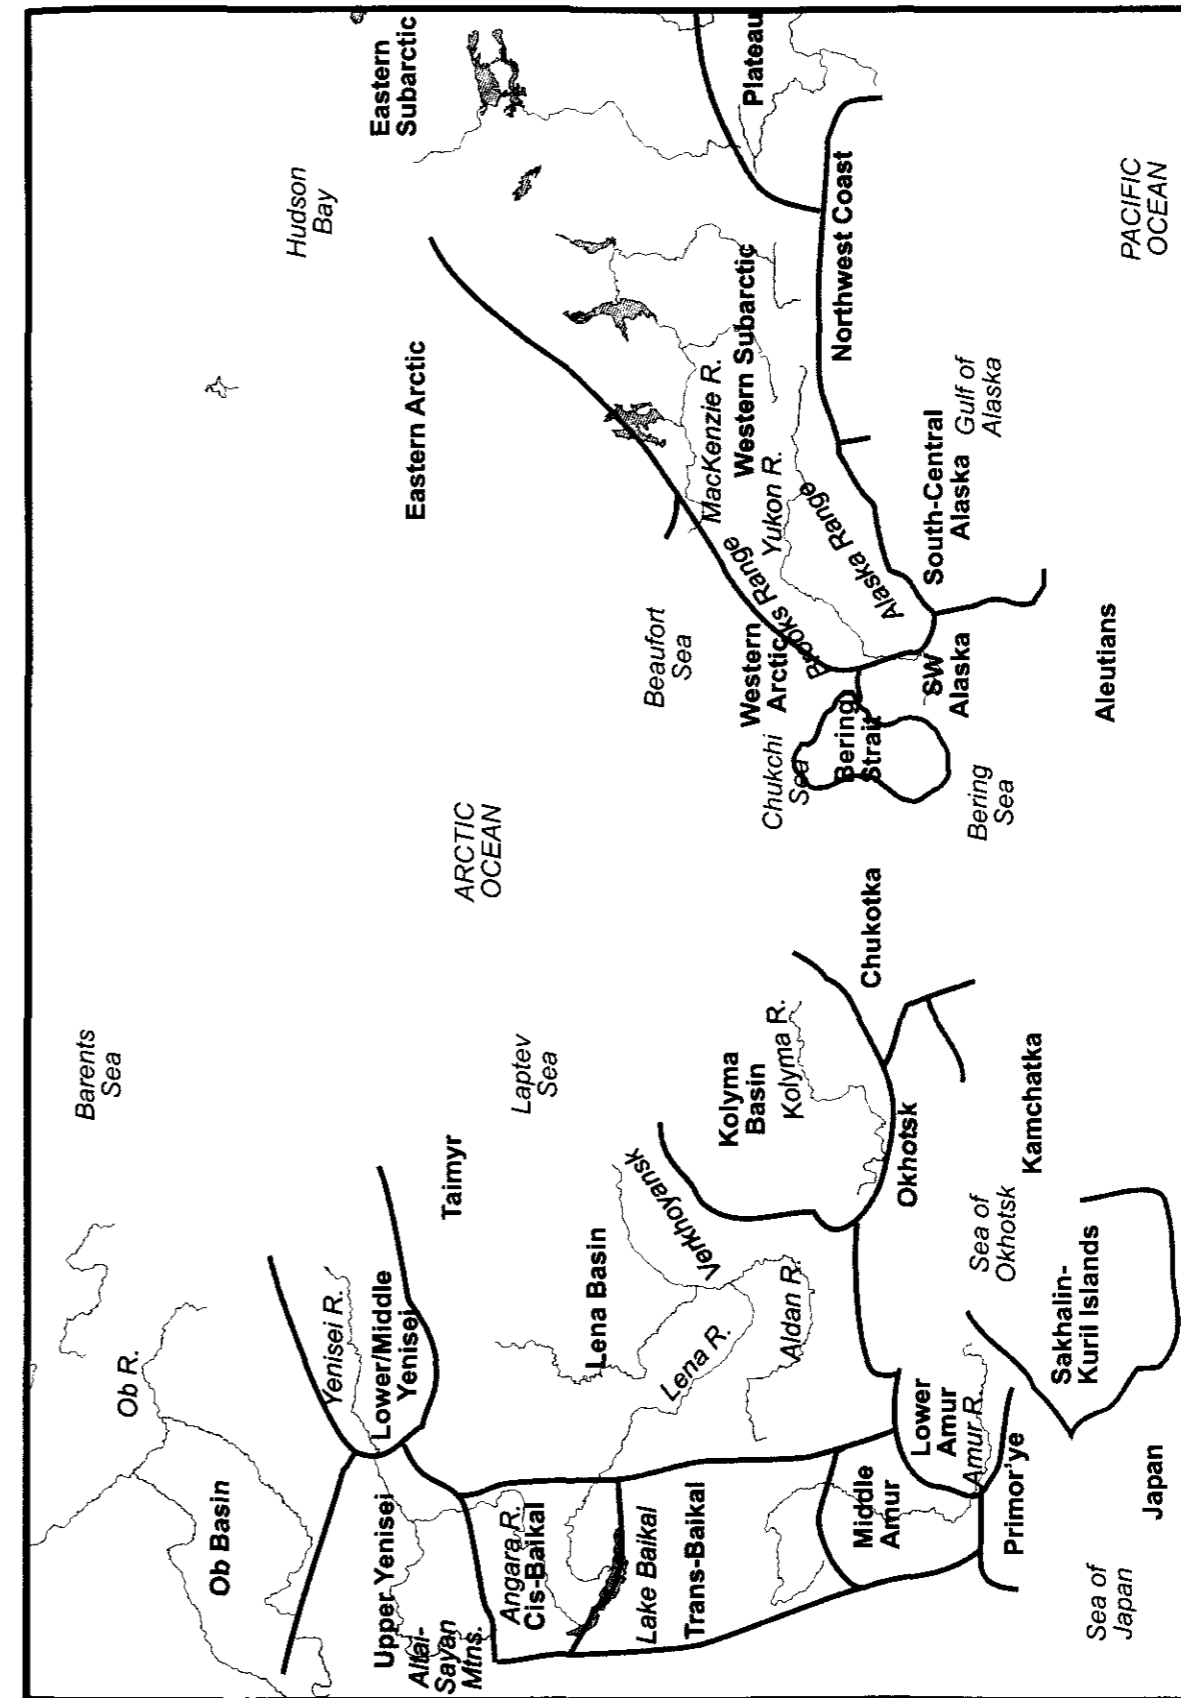 Barents
Sea
Ob R.
Ob Basin
Yenisei R.
Lower/Middle
Yenisei
Upper Yenisei
Altai-
Sayan
Mtns.
Taimyr
Angara R.
Cis-Baikal
Lake Baikal
Trans-Baikal
Laptev
Sea
Lena Basin
Lena R.
Verkhoyansk
Aldan R.
Kolyma
Basin
Kolyma R.
Okhotsk
Middle
Amur
Lower
Amur
Amur R.
Primor'ye
Sea of
Okhotsk
Kamchatka
Sakhalin-
Kuril Islands
Japan
Sea of
Japan
Chukotka
ARCTIC
OCEAN
Chukchi
Sea
Bering
Strait
Bering
Sea
Beaufort
Sea
Western
Arctic
Brooks Range
SW
Alaska
Aleutians
Alaska Range
Yukon R.
MacKenzie R.
Western Subarctic
South-Central
Alaska
Gulf of
Alaska
Eastern Arctic
Hudson
Bay
Eastern
Subarctic
Northwest Coast
Plateau
PACIFIC
OCEAN